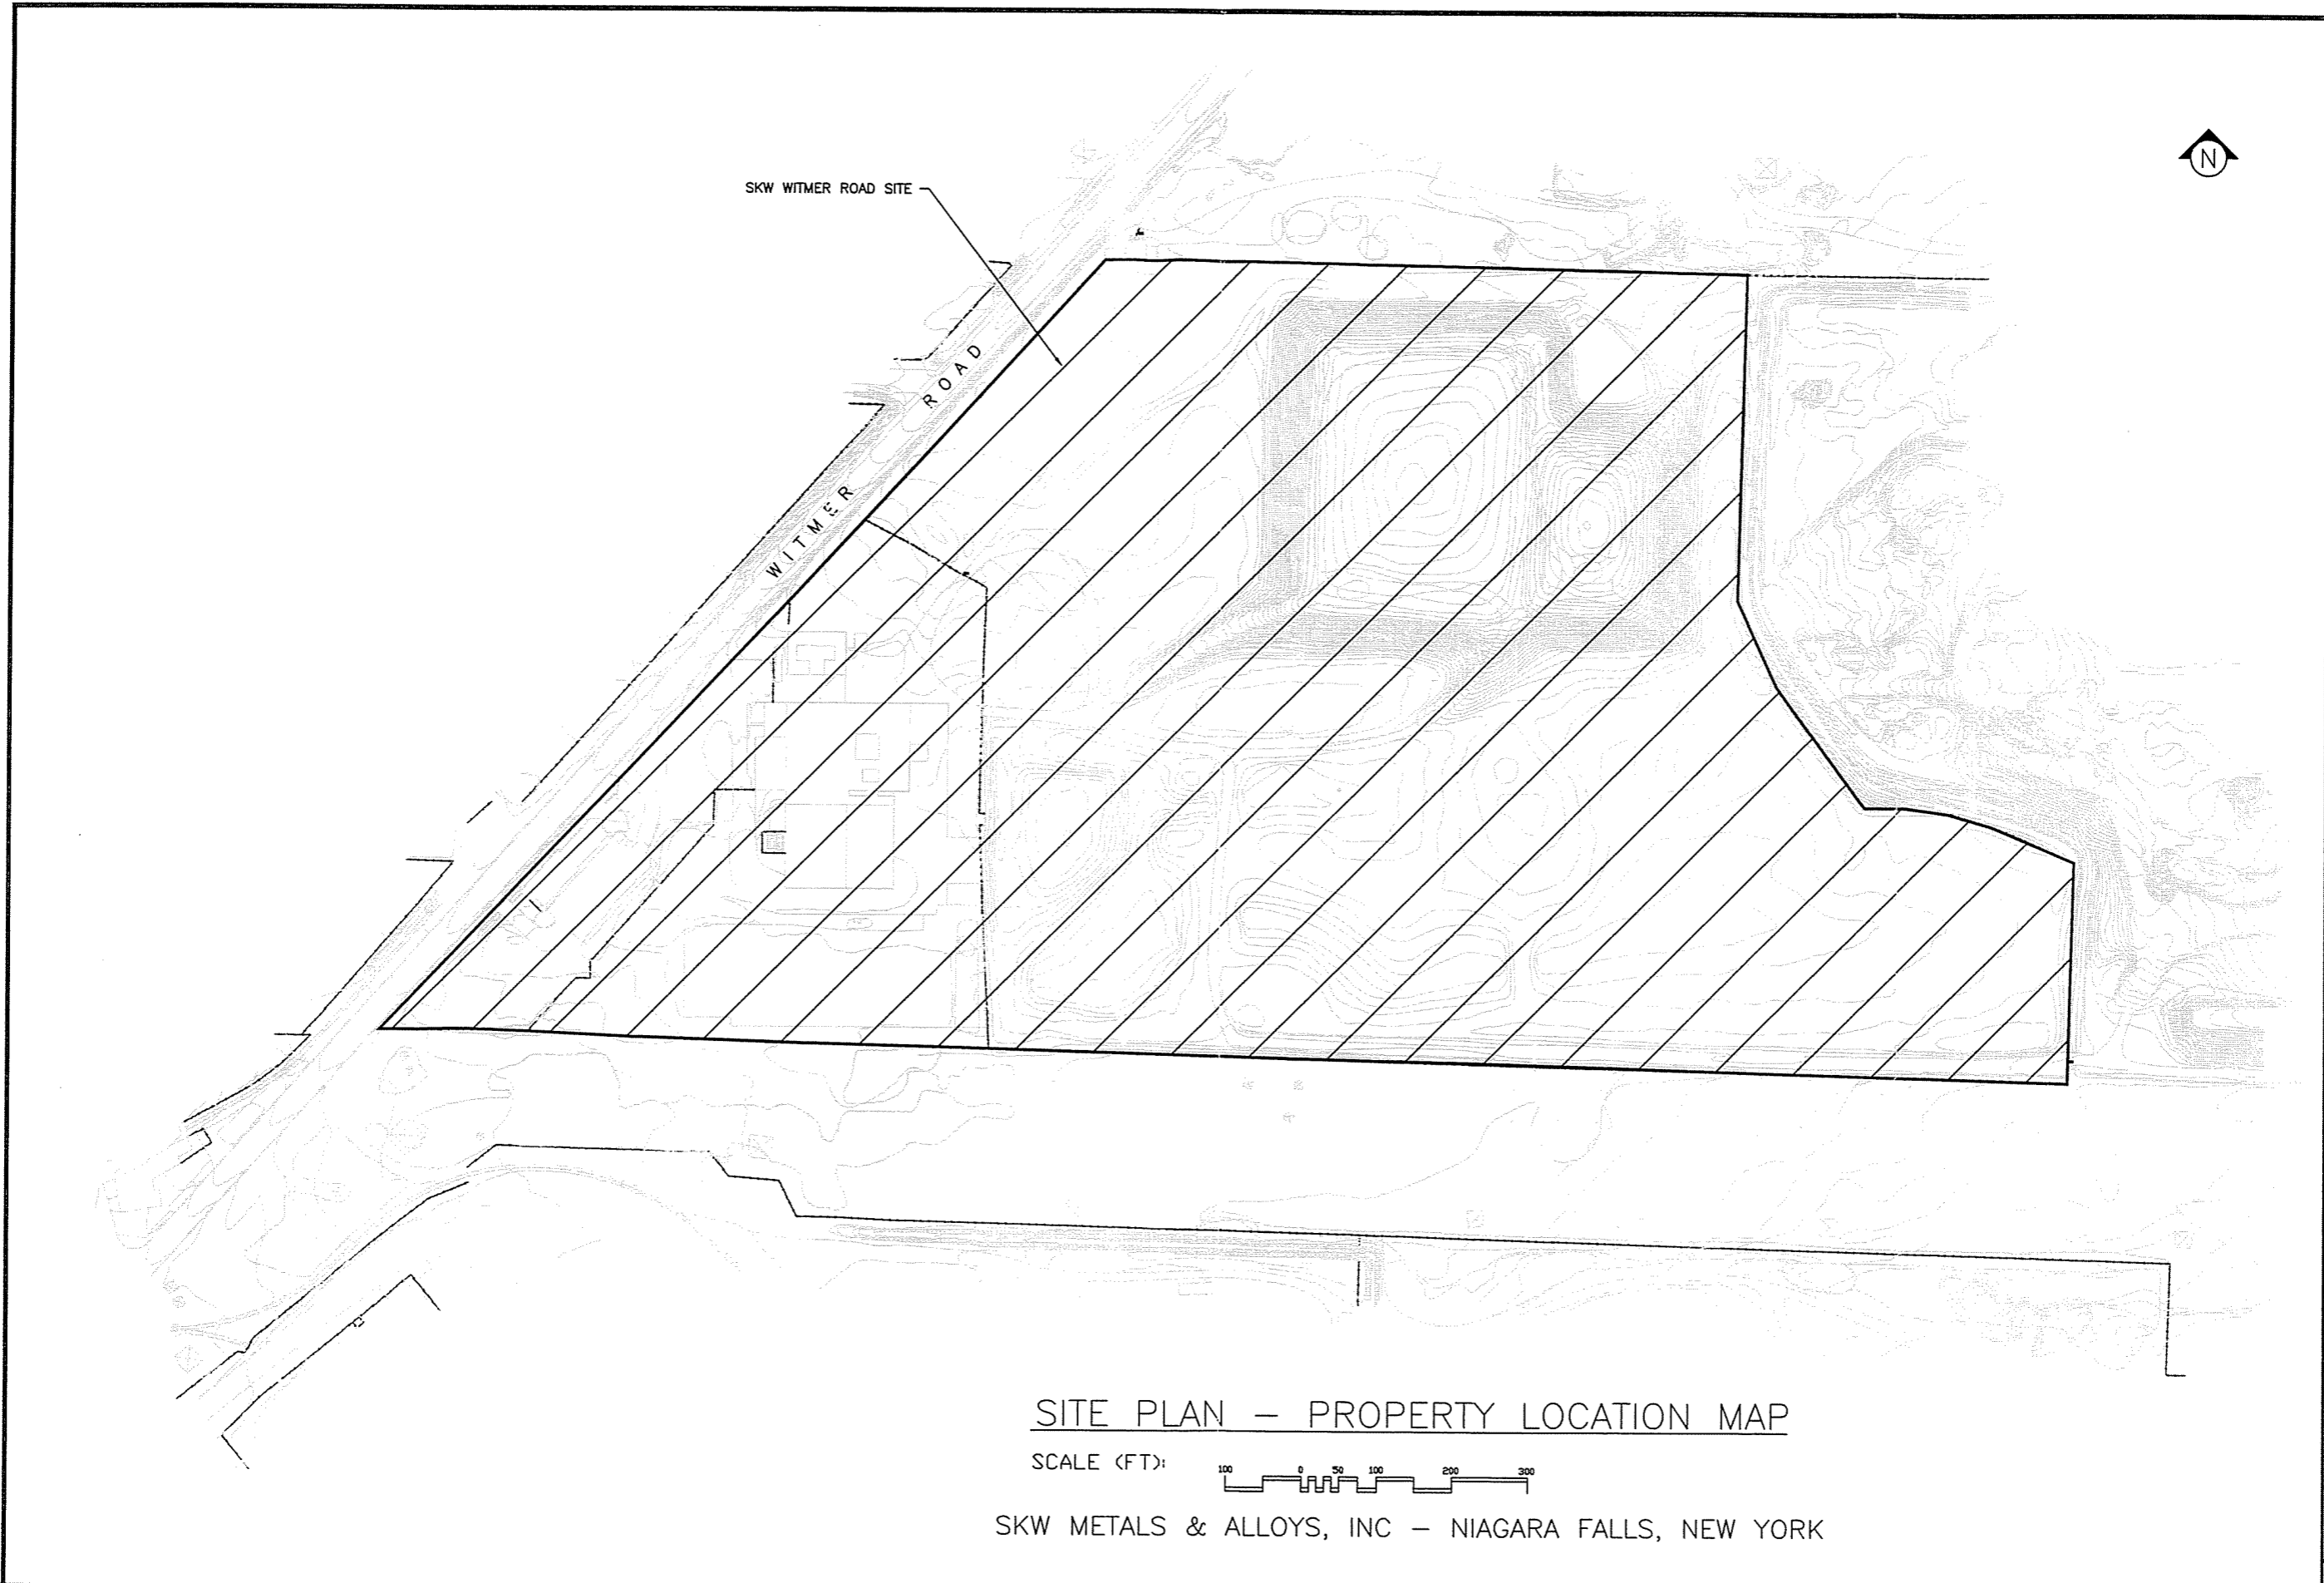 N
SKW WITMER ROAD SITE
WITMER ROAD
SITE PLAN – PROPERTY LOCATION MAP
SCALE (FT):
100 0 50 100 200 300
SKW METALS & ALLOYS, INC – NIAGARA FALLS, NEW YORK